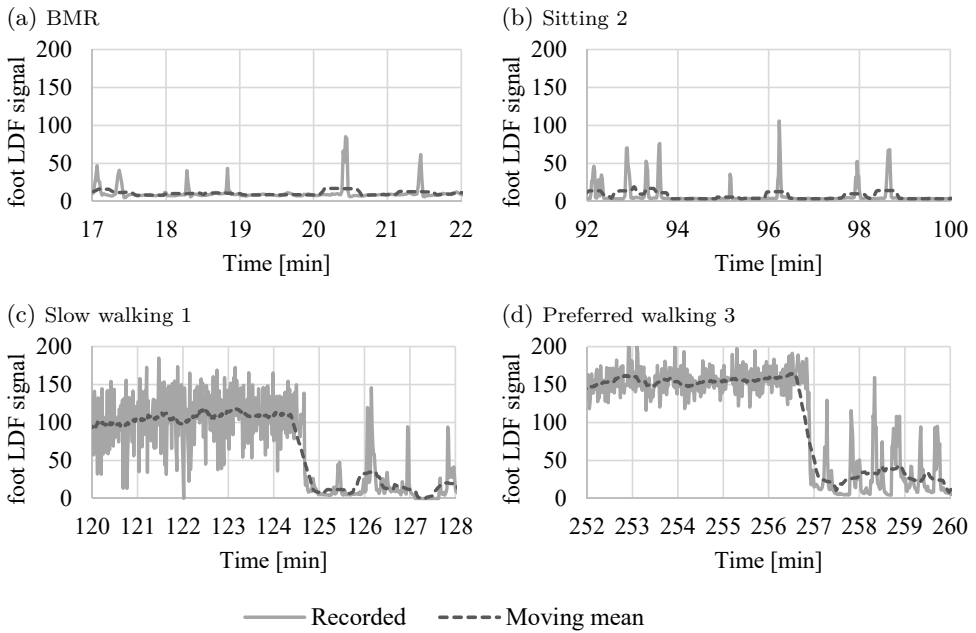 (a) BMR
foot LDF signal
200
150
100
50
0
17 18 19 20 21 22
Time [min]
(b) Sitting 2
foot LDF signal
200
150
100
50
0
92 94 96 98 100
Time [min]
(c) Slow walking 1
foot LDF signal
200
150
100
50
0
120 121 122 123 124 125 126 127 128
Time [min]
(d) Preferred walking 3
foot LDF signal
200
150
100
50
0
252 253 254 255 256 257 258 259 260
Time [min]
Recorded Moving mean